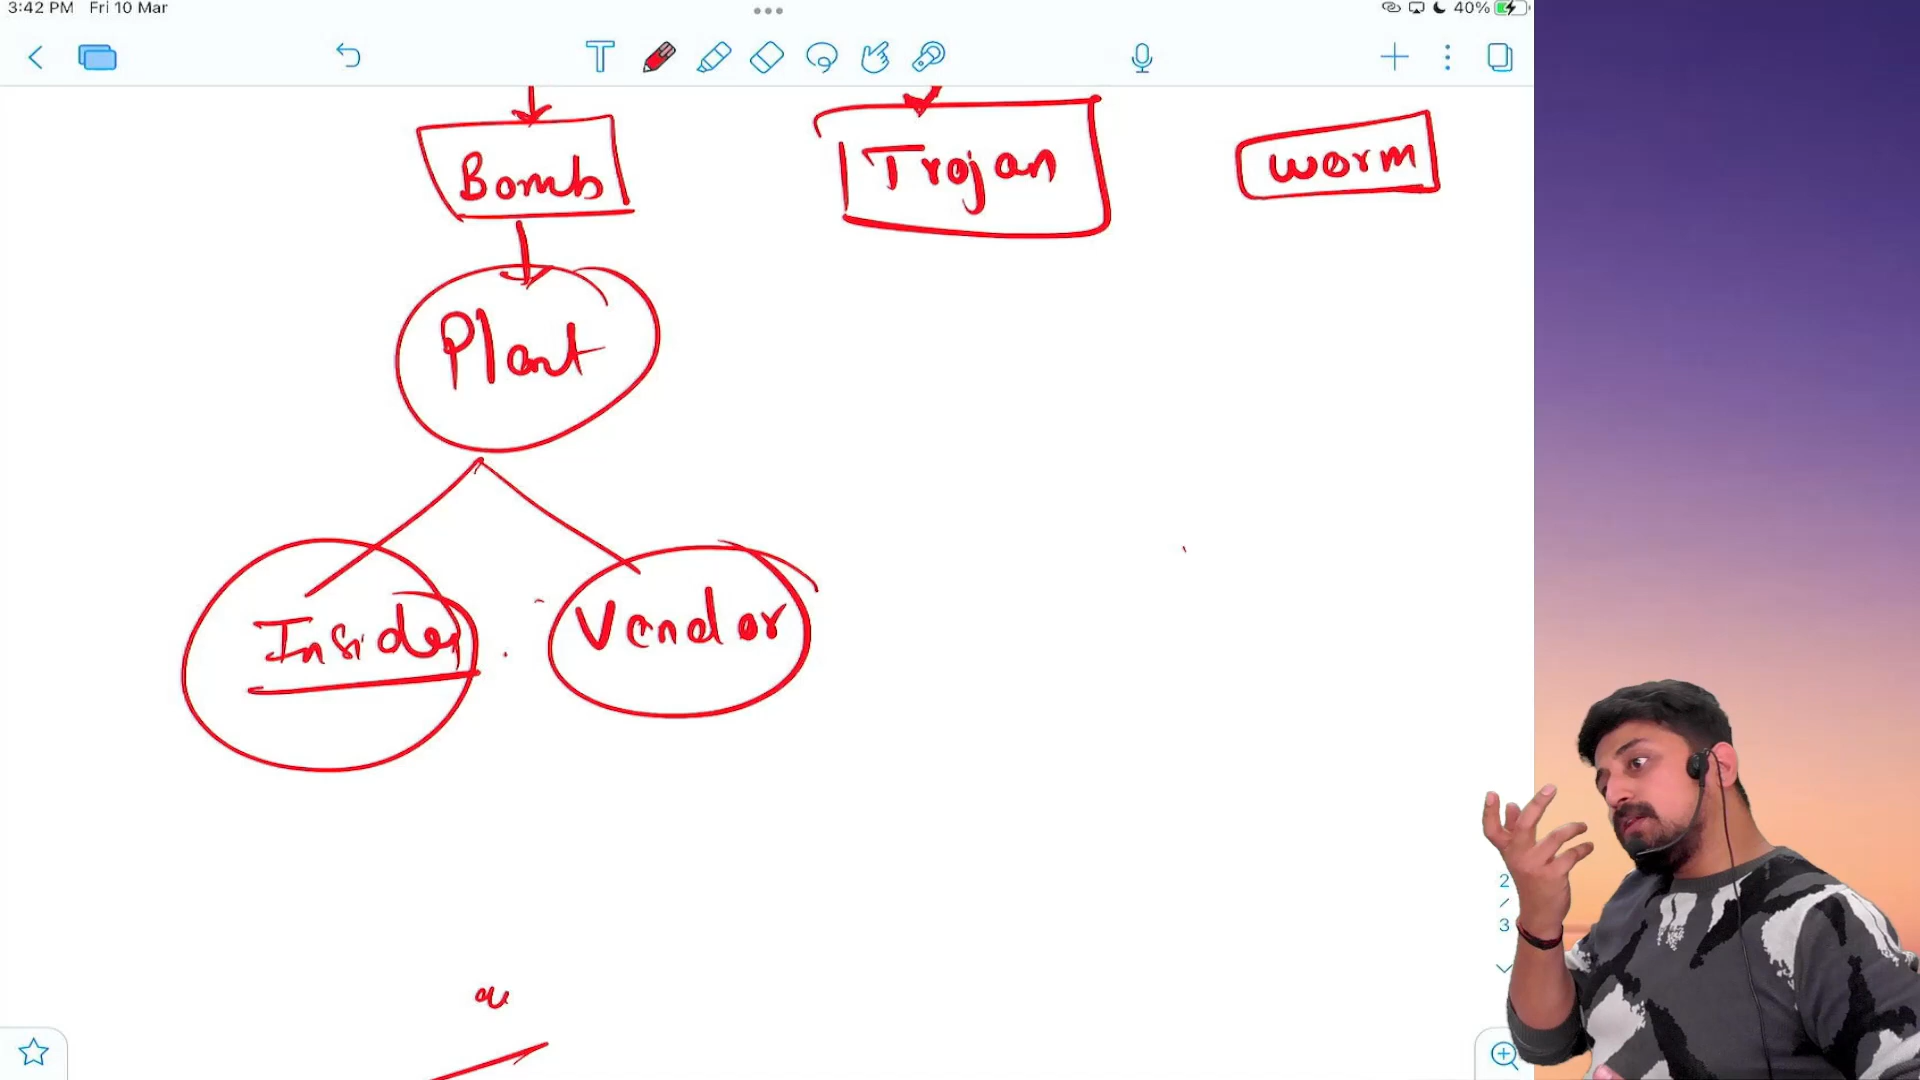 3:42 PM Fri 10 Mar
40%
T
Bomb
Trojan
worm
Plant
Insider
Vendor
2
3